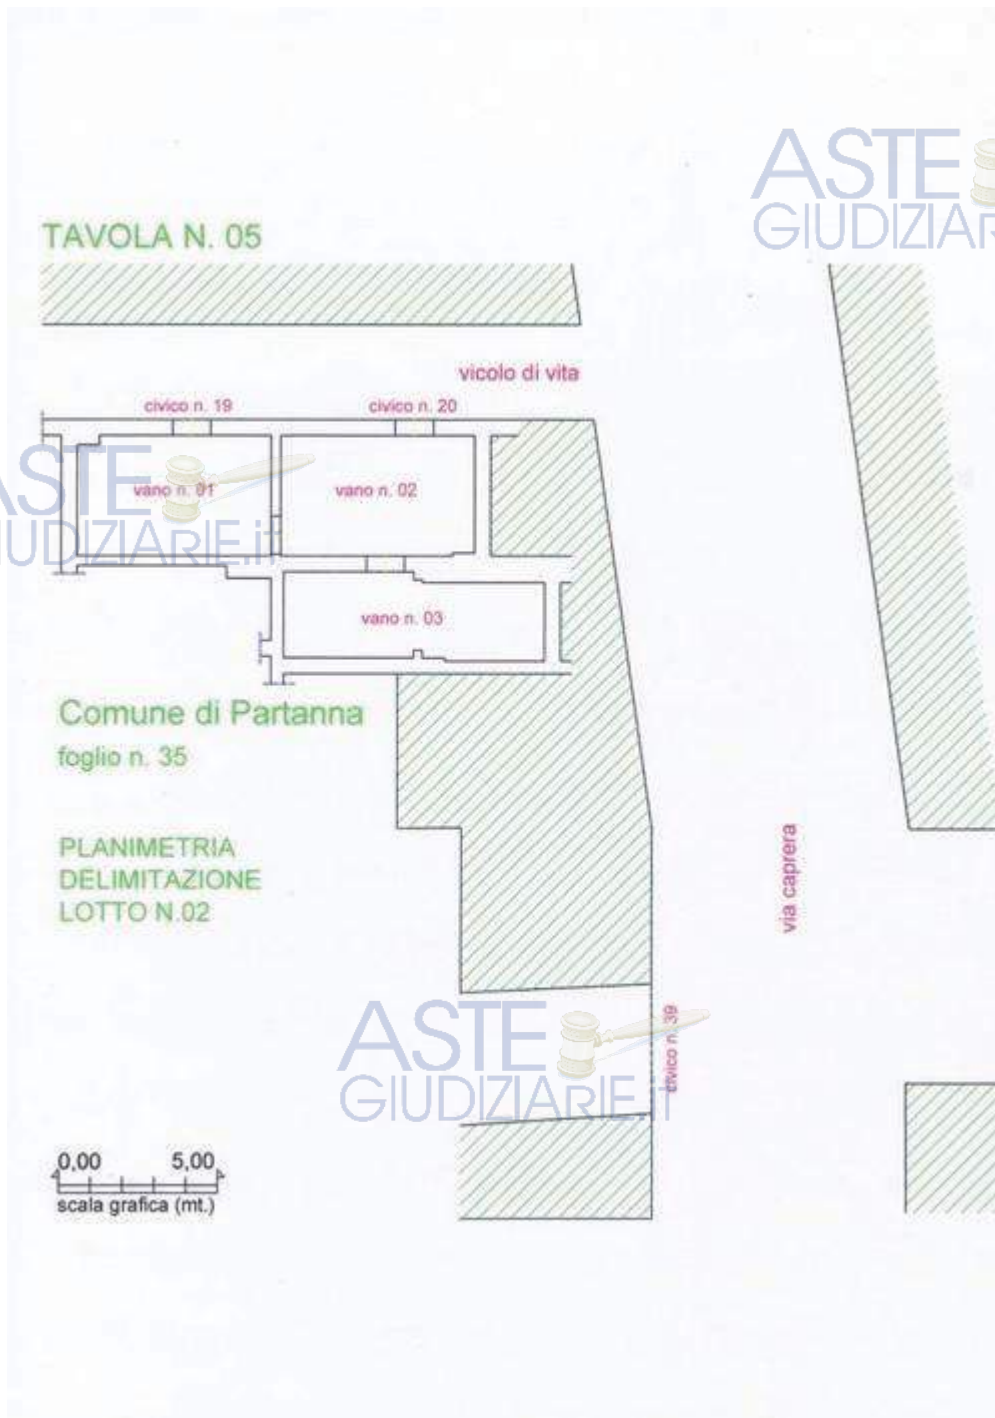 ASTE
GIUDIZIAR
TAVOLA N. 05
vicolo di vita
civico n. 19
civico n. 20
ASTE
vano n. 01
vano n. 02
GIUDIZIARIE.it
vano n. 03
Comune di Partanna
foglio n. 35
PLANIMETRIA
DELIMITAZIONE
LOTTO N.02
via caprera
civico n. 39
ASTE
GIUDIZIARIE.it
0,00 5,00
scala grafica (mt.)